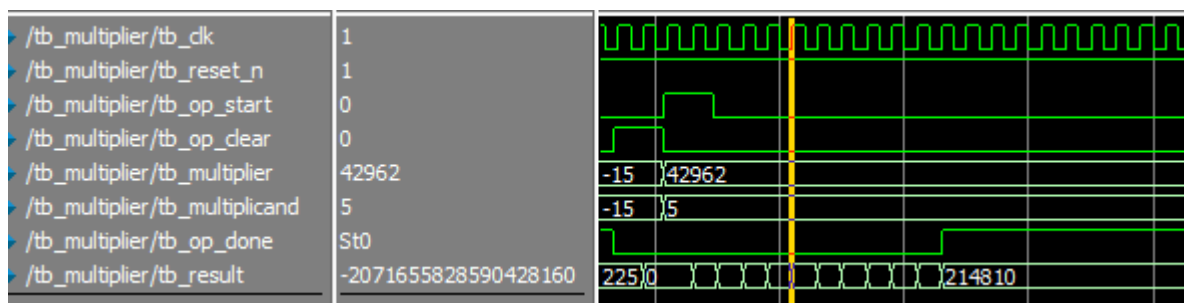 /tb_multiplier/tb_clk 1
/tb_multiplier/tb_reset_n 1
/tb_multiplier/tb_op_start 0
/tb_multiplier/tb_op_clear 0
/tb_multiplier/tb_multiplier 42962 -15 42962
/tb_multiplier/tb_multiplicand 5 -15 5
/tb_multiplier/tb_op_done St0
/tb_multiplier/tb_result -2071655828590428160 225 0 214810